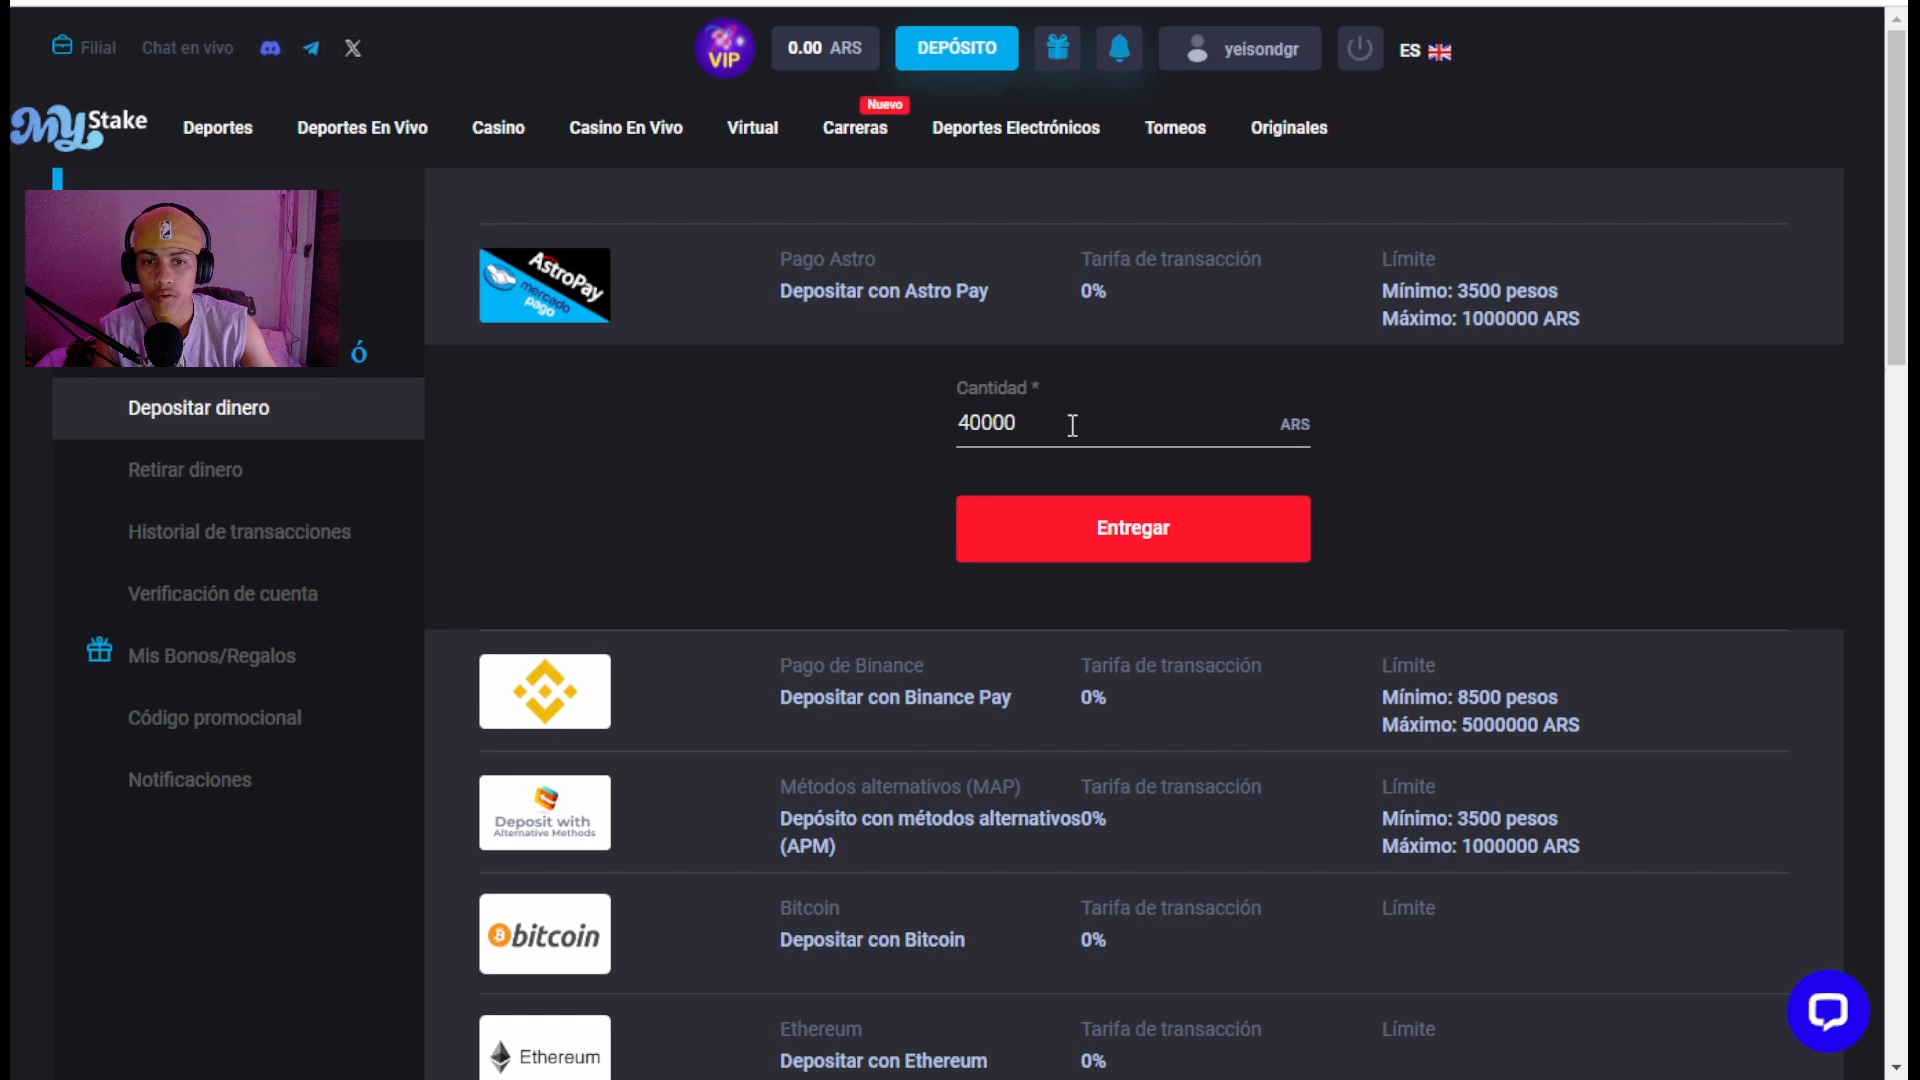 Filial
Chat en vivo
VIP
0.00 ARS
DEPÓSITO
yeisondgr
ES
MyStake
Deportes
Deportes En Vivo
Casino
Casino En Vivo
Virtual
Nuevo
Carreras
Deportes Electrónicos
Torneos
Originales
ó
Depositar dinero
Retirar dinero
Historial de transacciones
Verificación de cuenta
Mis Bonos/Regalos
Código promocional
Notificaciones
AstroPay
mercado
pago
Pago Astro
Depositar con Astro Pay
Tarifa de transacción
0%
Límite
Mínimo: 3500 pesos
Máximo: 1000000 ARS
Cantidad *
40000
ARS
Entregar
Pago de Binance
Depositar con Binance Pay
Tarifa de transacción
0%
Límite
Mínimo: 8500 pesos
Máximo: 5000000 ARS
Deposit with
Alternative Methods
Métodos alternativos (MAP)
Depósito con métodos alternativos
(APM)
Tarifa de transacción
0%
Límite
Mínimo: 3500 pesos
Máximo: 1000000 ARS
bitcoin
Bitcoin
Depositar con Bitcoin
Tarifa de transacción
0%
Límite
Ethereum
Ethereum
Depositar con Ethereum
Tarifa de transacción
0%
Límite